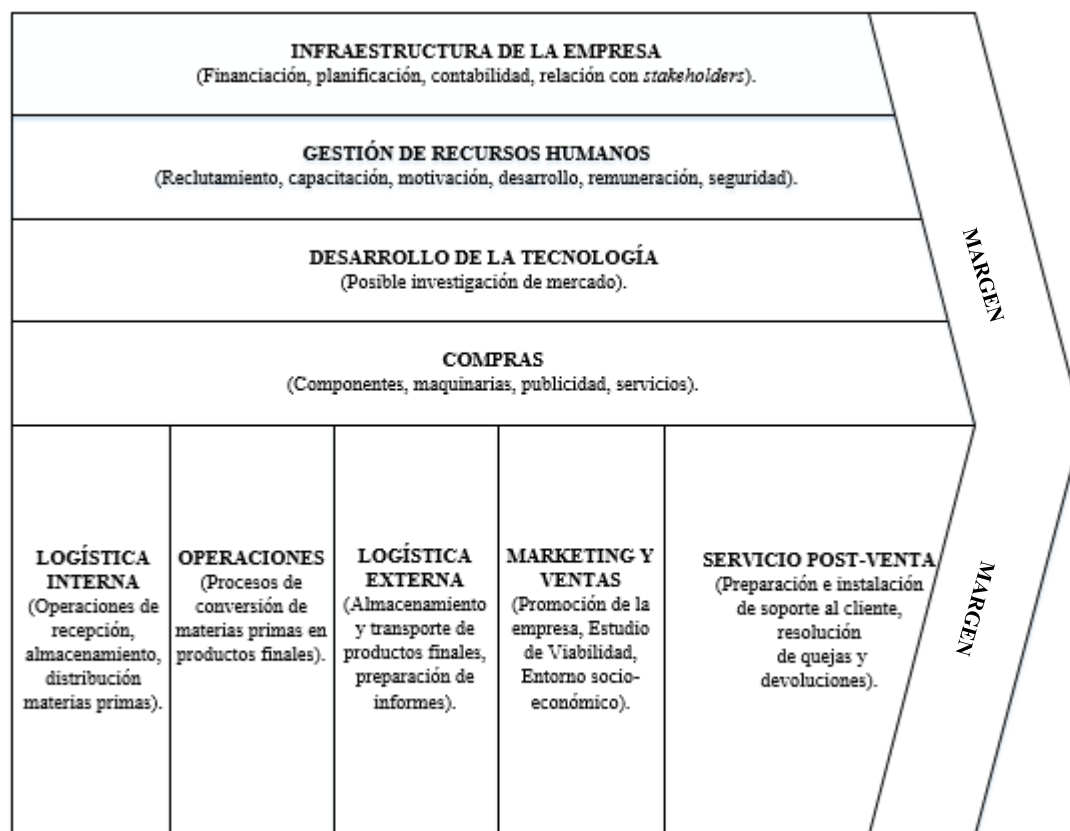 INFRAESTRUCTURA DE LA EMPRESA
(Financiación, planificación, contabilidad, relación con stakeholders).
GESTIÓN DE RECURSOS HUMANOS
(Reclutamiento, capacitación, motivación, desarrollo, remuneración, seguridad).
DESARROLLO DE LA TECNOLOGÍA
(Posible investigación de mercado).
COMPRAS
(Componentes, maquinarias, publicidad, servicios).
MARGEN
LOGÍSTICA
INTERNA
(Operaciones de
recepción,
almacenamiento,
distribución
materias primas).
OPERACIONES
(Procesos de
conversión de
materias primas en
productos finales).
LOGÍSTICA
EXTERNA
(Almacenamiento
y transporte de
productos finales,
preparación de
informes).
MARKETING Y
VENTAS
(Promoción de la
empresa, Estudio
de Viabilidad,
Entorno socio-
económico).
SERVICIO POST-VENTA
(Preparación e instalación
de soporte al cliente,
resolución
de quejas y
devoluciones).
MARGEN